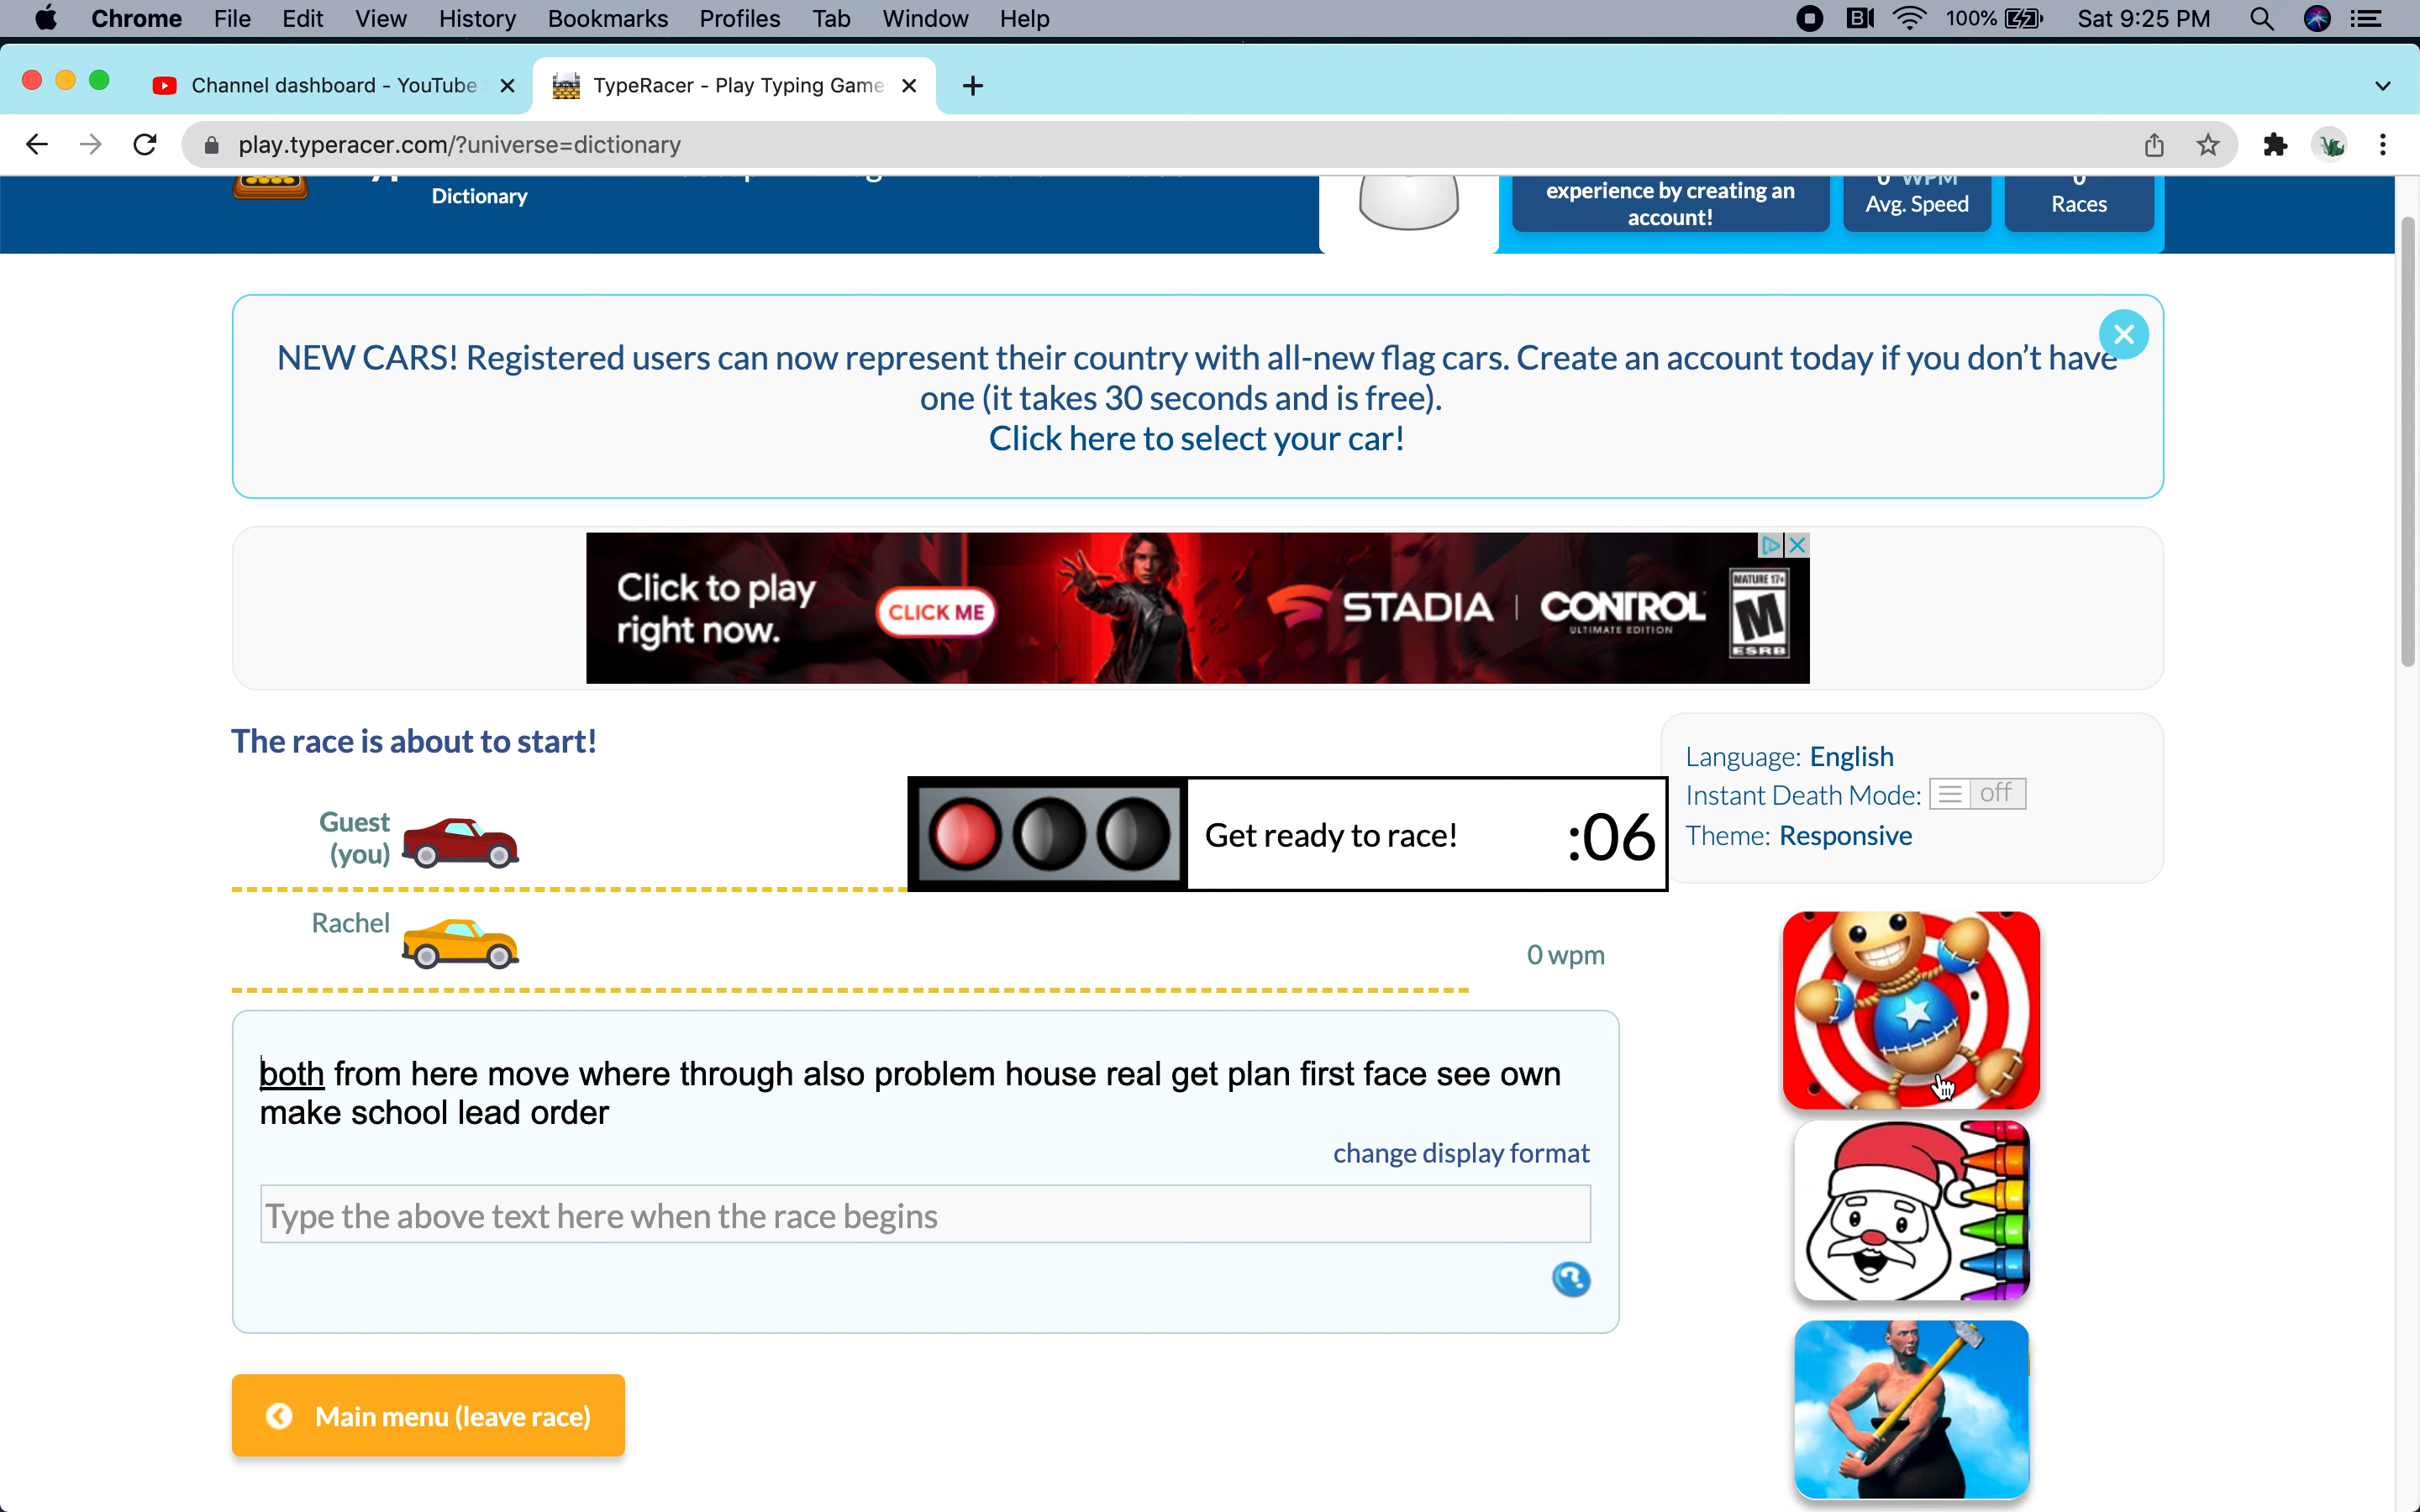 Chrome File Edit View History Bookmarks Profiles Tab Window Help 100% Sat 9:25 PM
Channel dashboard - YouTube
TypeRacer - Play Typing Game
play.typeracer.com/?universe=dictionary
Dictionary
experience by creating an
account!
0 WPM
Avg. Speed
0
Races
NEW CARS! Registered users can now represent their country with all-new flag cars. Create an account today if you don't have
one (it takes 30 seconds and is free).
Click here to select your car!
Click to play
right now.
CLICK ME
STADIA
CONTROL
ULTIMATE EDITION
MATURE 17+
M
ESRB
The race is about to start!
Language: English
Instant Death Mode: off
Theme: Responsive
Guest
(you)
Get ready to race! :06
Rachel
0 wpm
both from here move where through also problem house real get plan first face see own
make school lead order
change display format
Type the above text here when the race begins
?
Main menu (leave race)